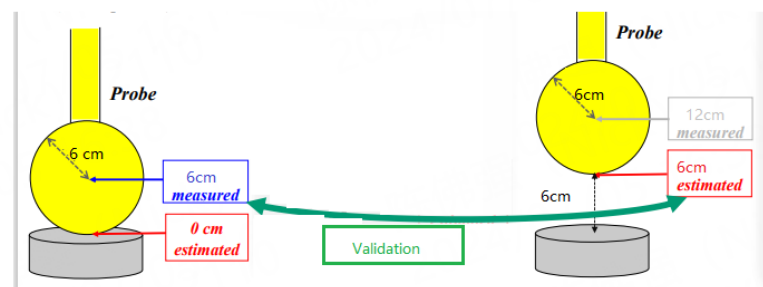 Probe
6 cm
6cm
measured
0 cm
estimated
Validation
Probe
6cm
12cm
measured
6cm
estimated
6cm